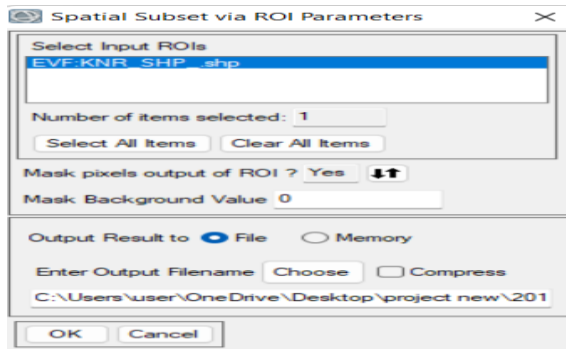 Spatial Subset via ROI Parameters
Select Input ROIs
EVF:KNR_SHP_.shp
Number of items selected: 1
Select All Items Clear All Items
Mask pixels output of ROI ? Yes
Mask Background Value 0
Output Result to File Memory
Enter Output Filename Choose Compress
C:\Users\user\OneDrive\Desktop\project new\201
OK Cancel